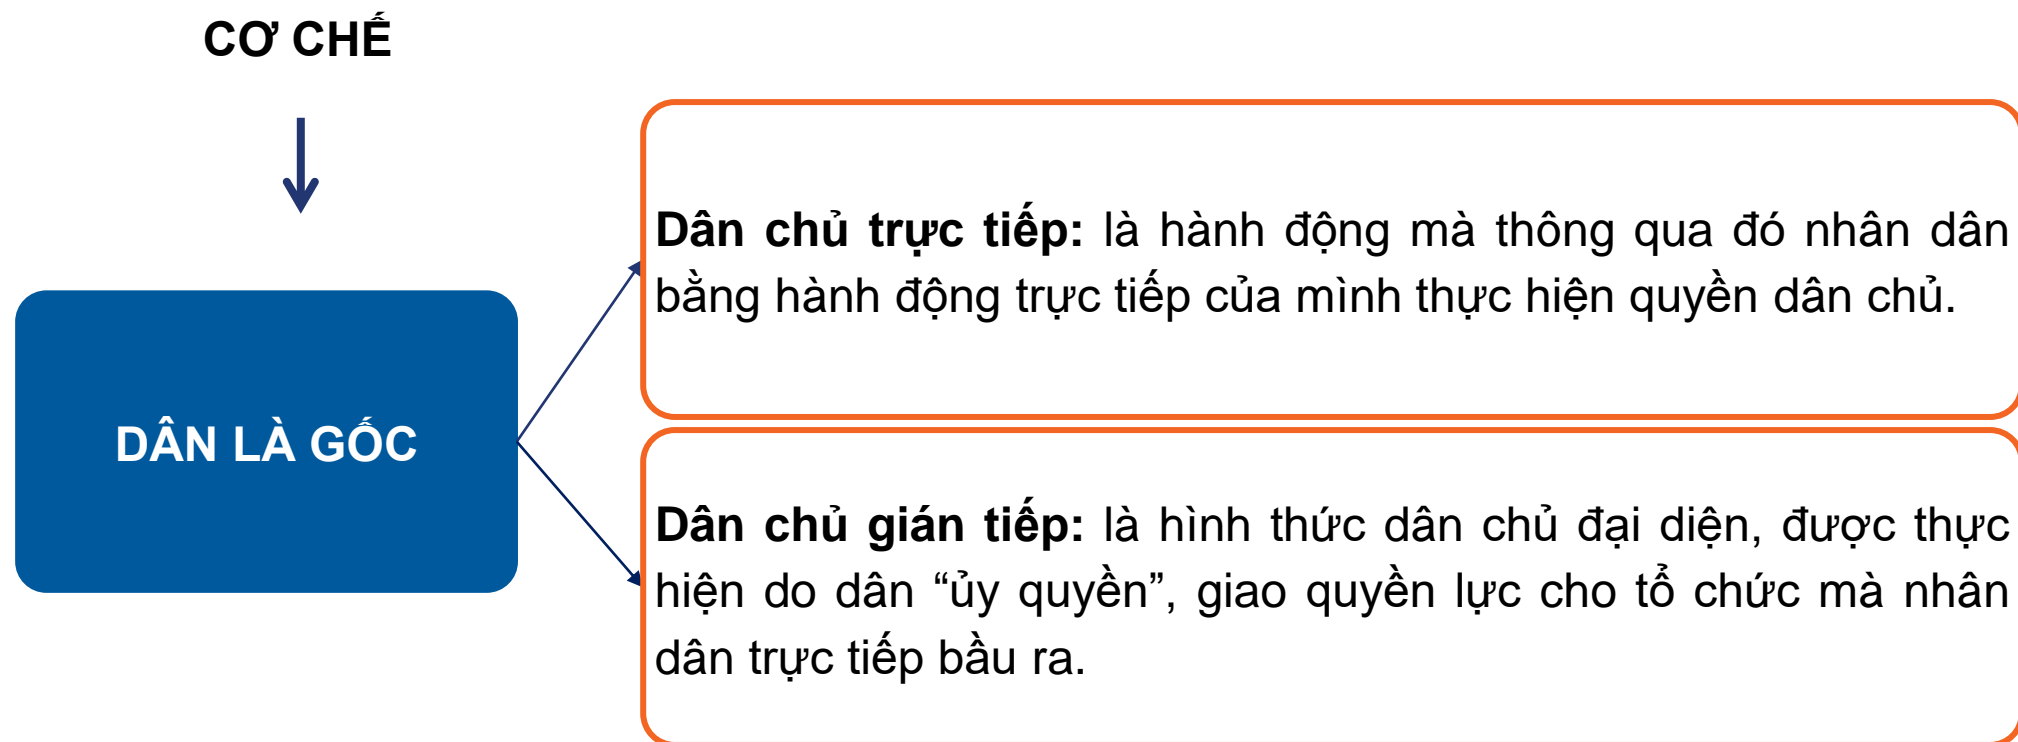 CƠ CHẾ
DÂN LÀ GỐC
Dân chủ trực tiếp: là hành động mà thông qua đó nhân dân
bằng hành động trực tiếp của mình thực hiện quyền dân chủ.
Dân chủ gián tiếp: là hình thức dân chủ đại diện, được thực
hiện do dân “ủy quyền”, giao quyền lực cho tổ chức mà nhân
dân trực tiếp bầu ra.